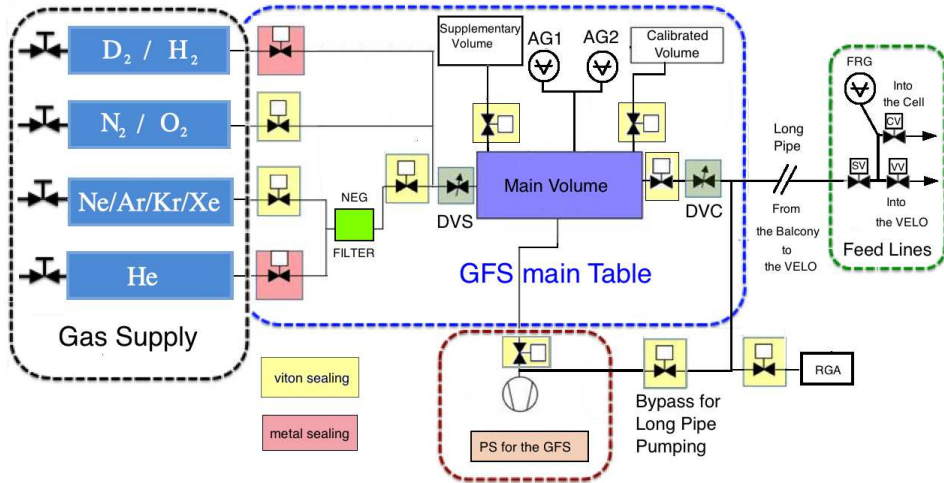 D2 / H2
N2 / O2
Ne/Ar/Kr/Xe
He
Gas Supply
Supplementary
Volume
AG1
AG2
Calibrated
Volume
NEG
FILTER
DVS
Main Volume
DVC
GFS main Table
Long
Pipe
From
the Balcony
to
the VELO
FRG
Into
the Cell
CV
SV
VV
Into
the VELO
Feed Lines
viton sealing
metal sealing
PS for the GFS
Bypass for
Long Pipe
Pumping
RGA